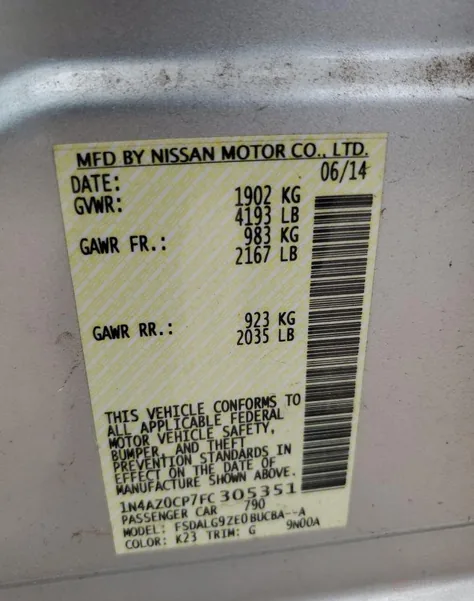 MFD BY NISSAN MOTOR CO., LTD.
DATE: 06/14
GVWR: 1902 KG
4193 LB
GAWR FR.: 983 KG
2167 LB
GAWR RR.: 923 KG
2035 LB
THIS VEHICLE CONFORMS TO
ALL APPLICABLE FEDERAL
MOTOR VEHICLE SAFETY,
BUMPER, AND THEFT
PREVENTION STANDARDS IN
EFFECT ON THE DATE OF
MANUFACTURE SHOWN ABOVE.
1N4AZ0CP7FC305351
PASSENGER CAR 790
MODEL: FSDALG9ZE0BUCBA--A
COLOR: K23 TRIM: G 9N00A